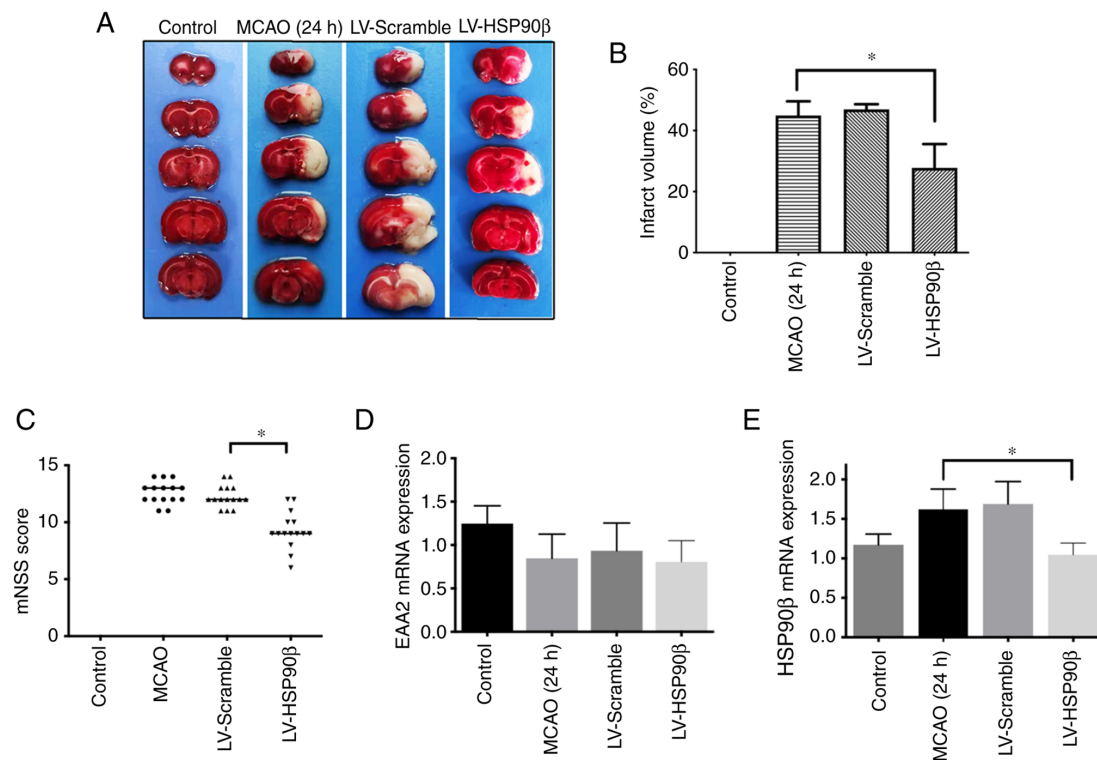 A
Control MCAO (24 h) LV-Scramble LV-HSP90β
B
Infarct volume (%)
60
40
20
0
*
Control
MCAO (24 h)
LV-Scramble
LV-HSP90β
C
mNSS score
15
10
5
0
*
Control
MCAO
LV-Scramble
LV-HSP90β
D
EAA2 mRNA expression
2.0
1.5
1.0
0.5
0.0
Control
MCAO (24 h)
LV-Scramble
LV-HSP90β
E
HSP90β mRNA expression
2.0
1.5
1.0
0.5
0.0
*
Control
MCAO (24 h)
LV-Scramble
LV-HSP90β